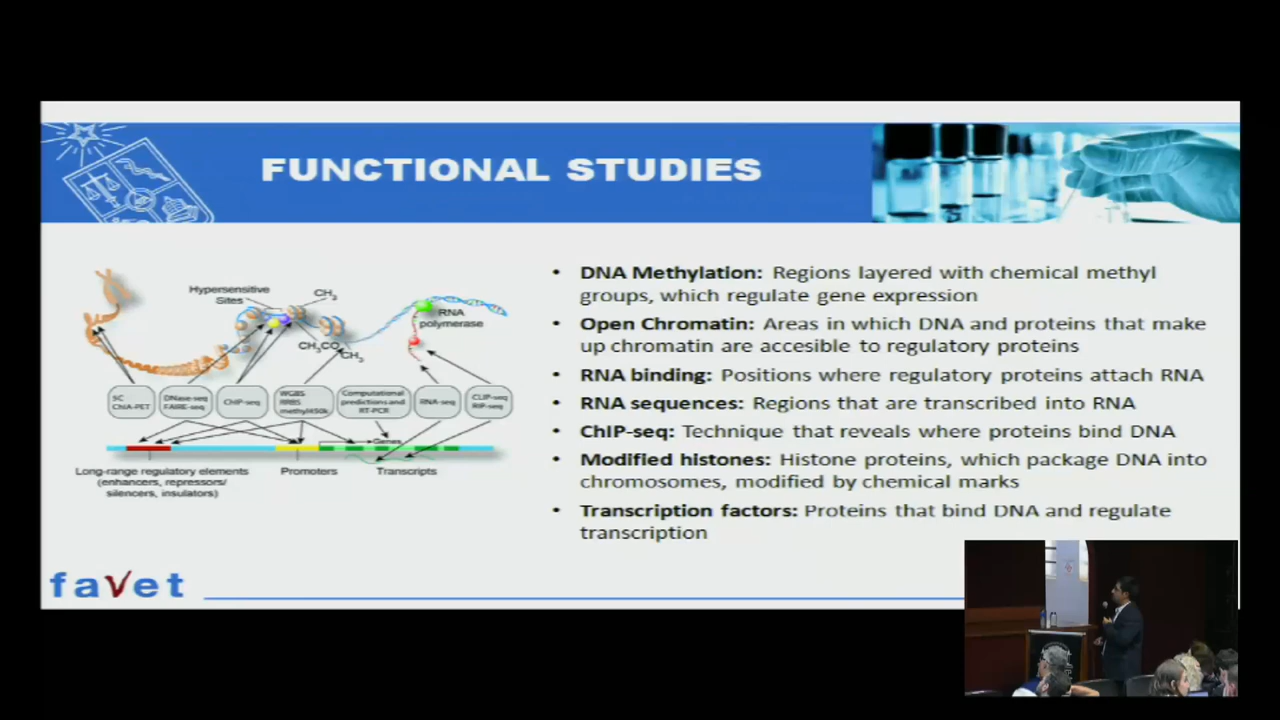 FUNCTIONAL STUDIES
Hypersensitive
Sites
CH3
RNA
polymerase
CH3CO
CH3
5C
ChIA-PET
DNase-seq
FAIRE-seq
ChIP-seq
WGBS
RRBS
methyl450k
Computational
predictions and
RT-PCR
RNA-seq
CLIP-seq
RIP-seq
Genes
Long-range regulatory elements
(enhancers, repressors/
silencers, insulators)
Promoters
Transcripts
• DNA Methylation: Regions layered with chemical methyl
groups, which regulate gene expression
• Open Chromatin: Areas in which DNA and proteins that make
up chromatin are accesible to regulatory proteins
• RNA binding: Positions where regulatory proteins attach RNA
• RNA sequences: Regions that are transcribed into RNA
• ChIP-seq: Technique that reveals where proteins bind DNA
• Modified histones: Histone proteins, which package DNA into
chromosomes, modified by chemical marks
• Transcription factors: Proteins that bind DNA and regulate
transcription
favet